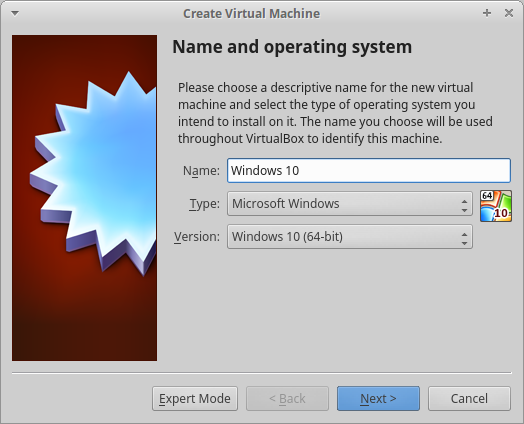 Create Virtual Machine
Name and operating system
Please choose a descriptive name for the new virtual
machine and select the type of operating system you
intend to install on it. The name you choose will be used
throughout VirtualBox to identify this machine.
Name: Windows 10
Type: Microsoft Windows
64
10
Version: Windows 10 (64-bit)
Expert Mode < Back Next > Cancel